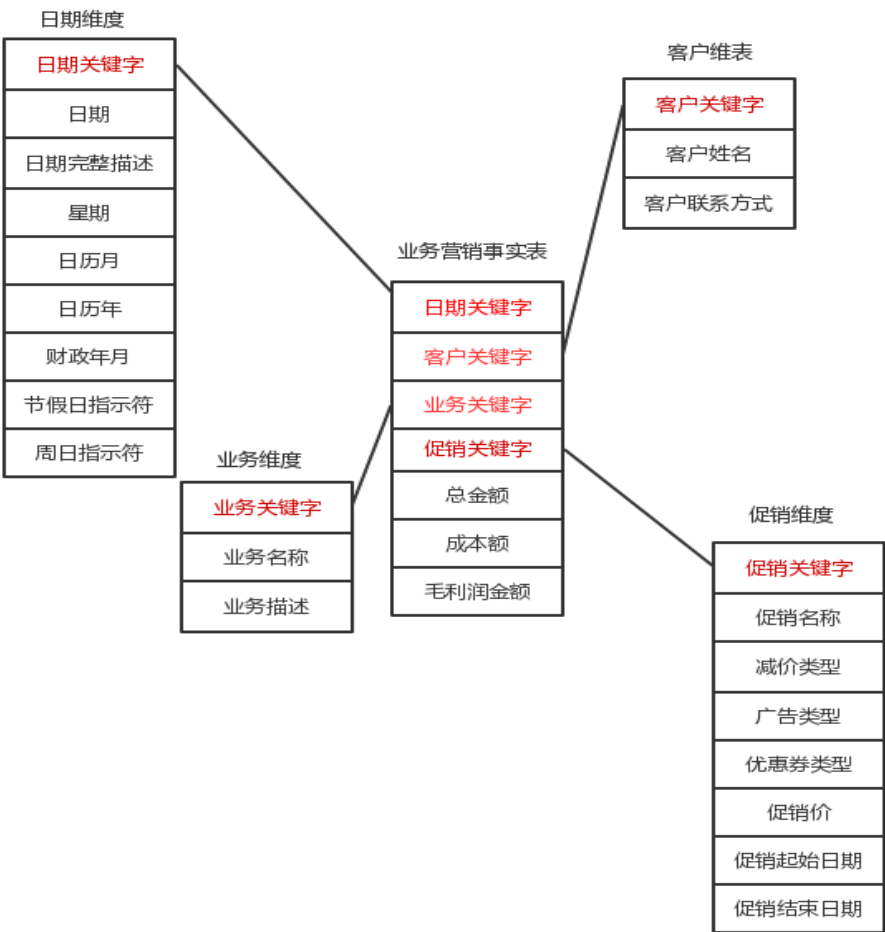 日期维度
日期关键字
日期
日期完整描述
星期
日历月
日历年
财政年月
节假日指示符
周日指示符
客户维表
客户关键字
客户姓名
客户联系方式
业务营销事实表
日期关键字
客户关键字
业务关键字
促销关键字
总金额
成本额
毛利润金额
业务维度
业务关键字
业务名称
业务描述
促销维度
促销关键字
促销名称
减价类型
广告类型
优惠券类型
促销价
促销起始日期
促销结束日期